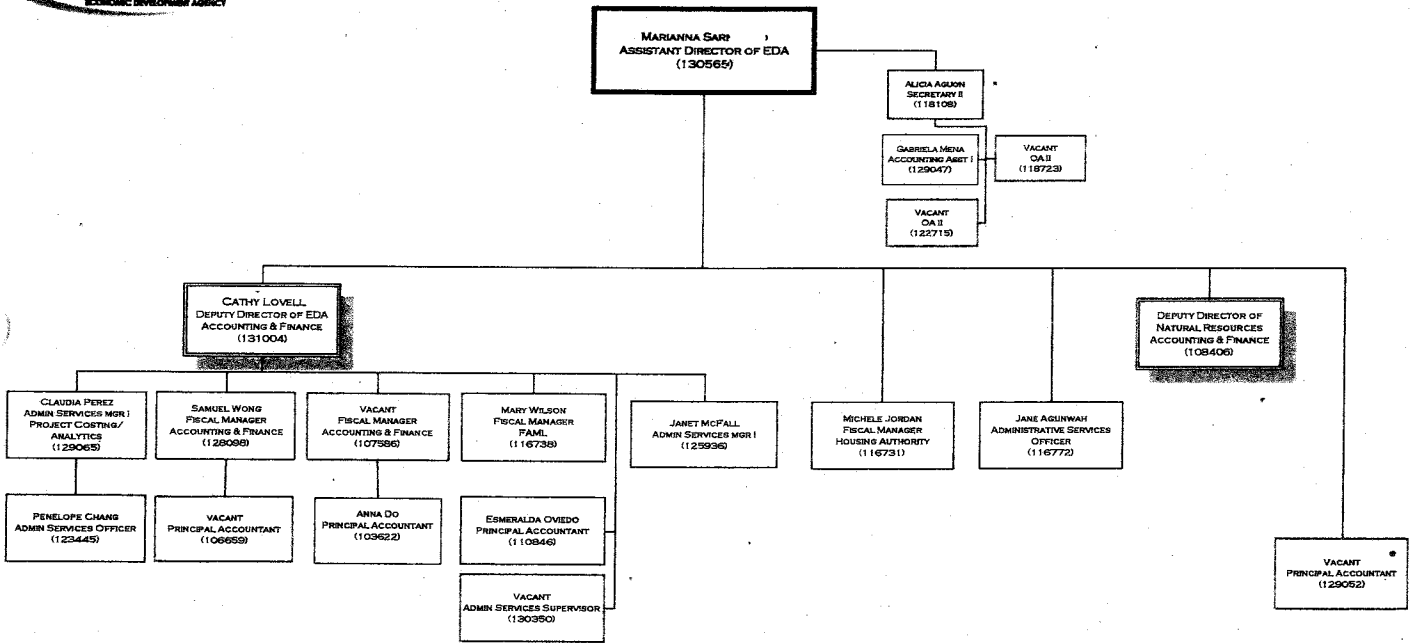 ECONOMIC DEVELOPMENT AGENCY
MARIANNA
ASSISTANT DIRECTOR OF EDA
(130565)
ALICIA AGUON
SECRETARY II
(118108)
GABRIELA MENA
ACCOUNTING ASST I
(129047)
VACANT
OA II
(118723)
VACANT
OA II
(122715)
CATHY LOVELL
DEPUTY DIRECTOR OF EDA
ACCOUNTING & FINANCE
(131004)
DEPUTY DIRECTOR OF
NATURAL RESOURCES
ACCOUNTING & FINANCE
(108406)
CLAUDIA PEREZ
ADMIN SERVICES MGR I
PROJECT COSTING/
ANALYTICS
(129065)
SAMUEL WONG
FISCAL MANAGER
ACCOUNTING & FINANCE
(128098)
VACANT
FISCAL MANAGER
ACCOUNTING & FINANCE
(107586)
MARY WILSON
FISCAL MANAGER
FAML
(116738)
JANET MCFALL
ADMIN SERVICES MGR I
(125936)
MICHELE JORDAN
FISCAL MANAGER
HOUSING AUTHORITY
(116731)
JANE AGUNWAH
ADMINISTRATIVE SERVICES
OFFICER
(116772)
PENELOPE CHANG
ADMIN SERVICES OFFICER
(123445)
VACANT
PRINCIPAL ACCOUNTANT
(106659)
ANNA DO
PRINCIPAL ACCOUNTANT
(103622)
ESMERALDA OVIEDO
PRINCIPAL ACCOUNTANT
(110846)
VACANT
ADMIN SERVICES SUPERVISOR
(130350)
VACANT
PRINCIPAL ACCOUNTANT
(129052)